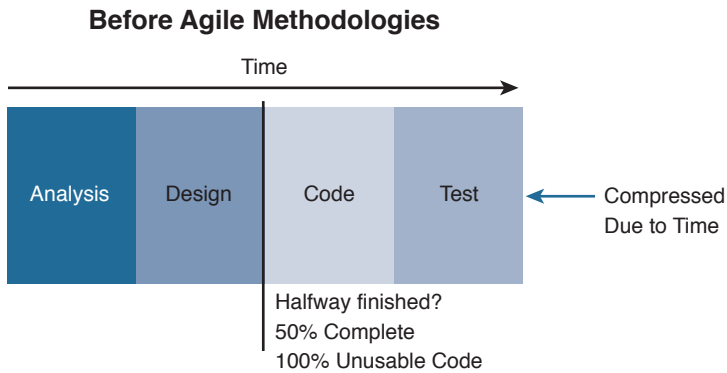 Before Agile Methodologies
Time
Analysis
Design
Code
Test
Compressed
Due to Time
Halfway finished?
50% Complete
100% Unusable Code